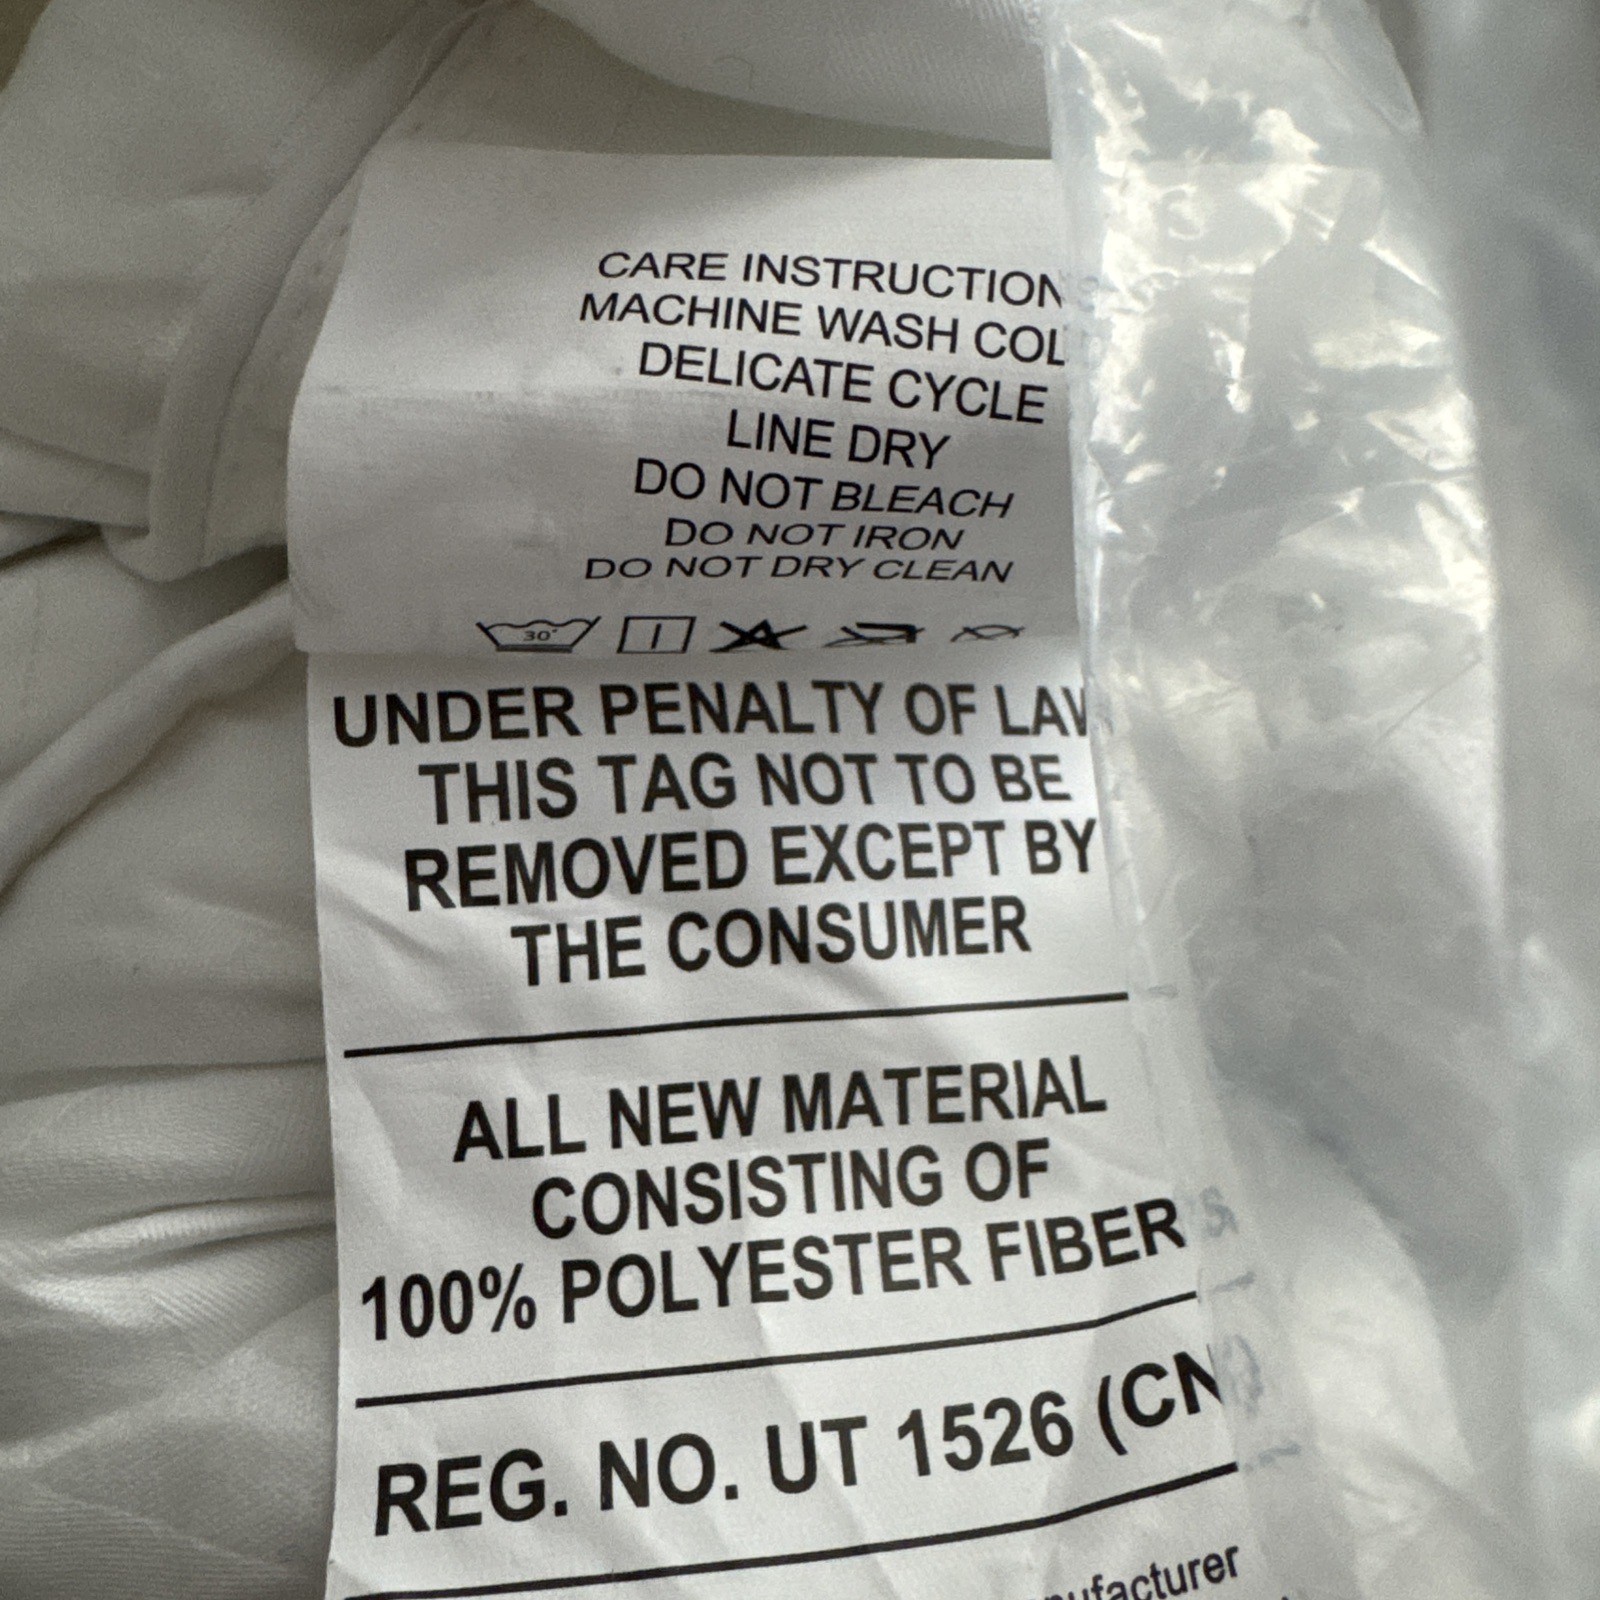 CARE INSTRUCTIONS
MACHINE WASH COL
DELICATE CYCLE
LINE DRY
DO NOT BLEACH
DO NOT IRON
DO NOT DRY CLEAN
30°
UNDER PENALTY OF LAW
THIS TAG NOT TO BE
REMOVED EXCEPT BY
THE CONSUMER
ALL NEW MATERIAL
CONSISTING OF
100% POLYESTER FIBER
REG. NO. UT 1526 (CN
nufacturer